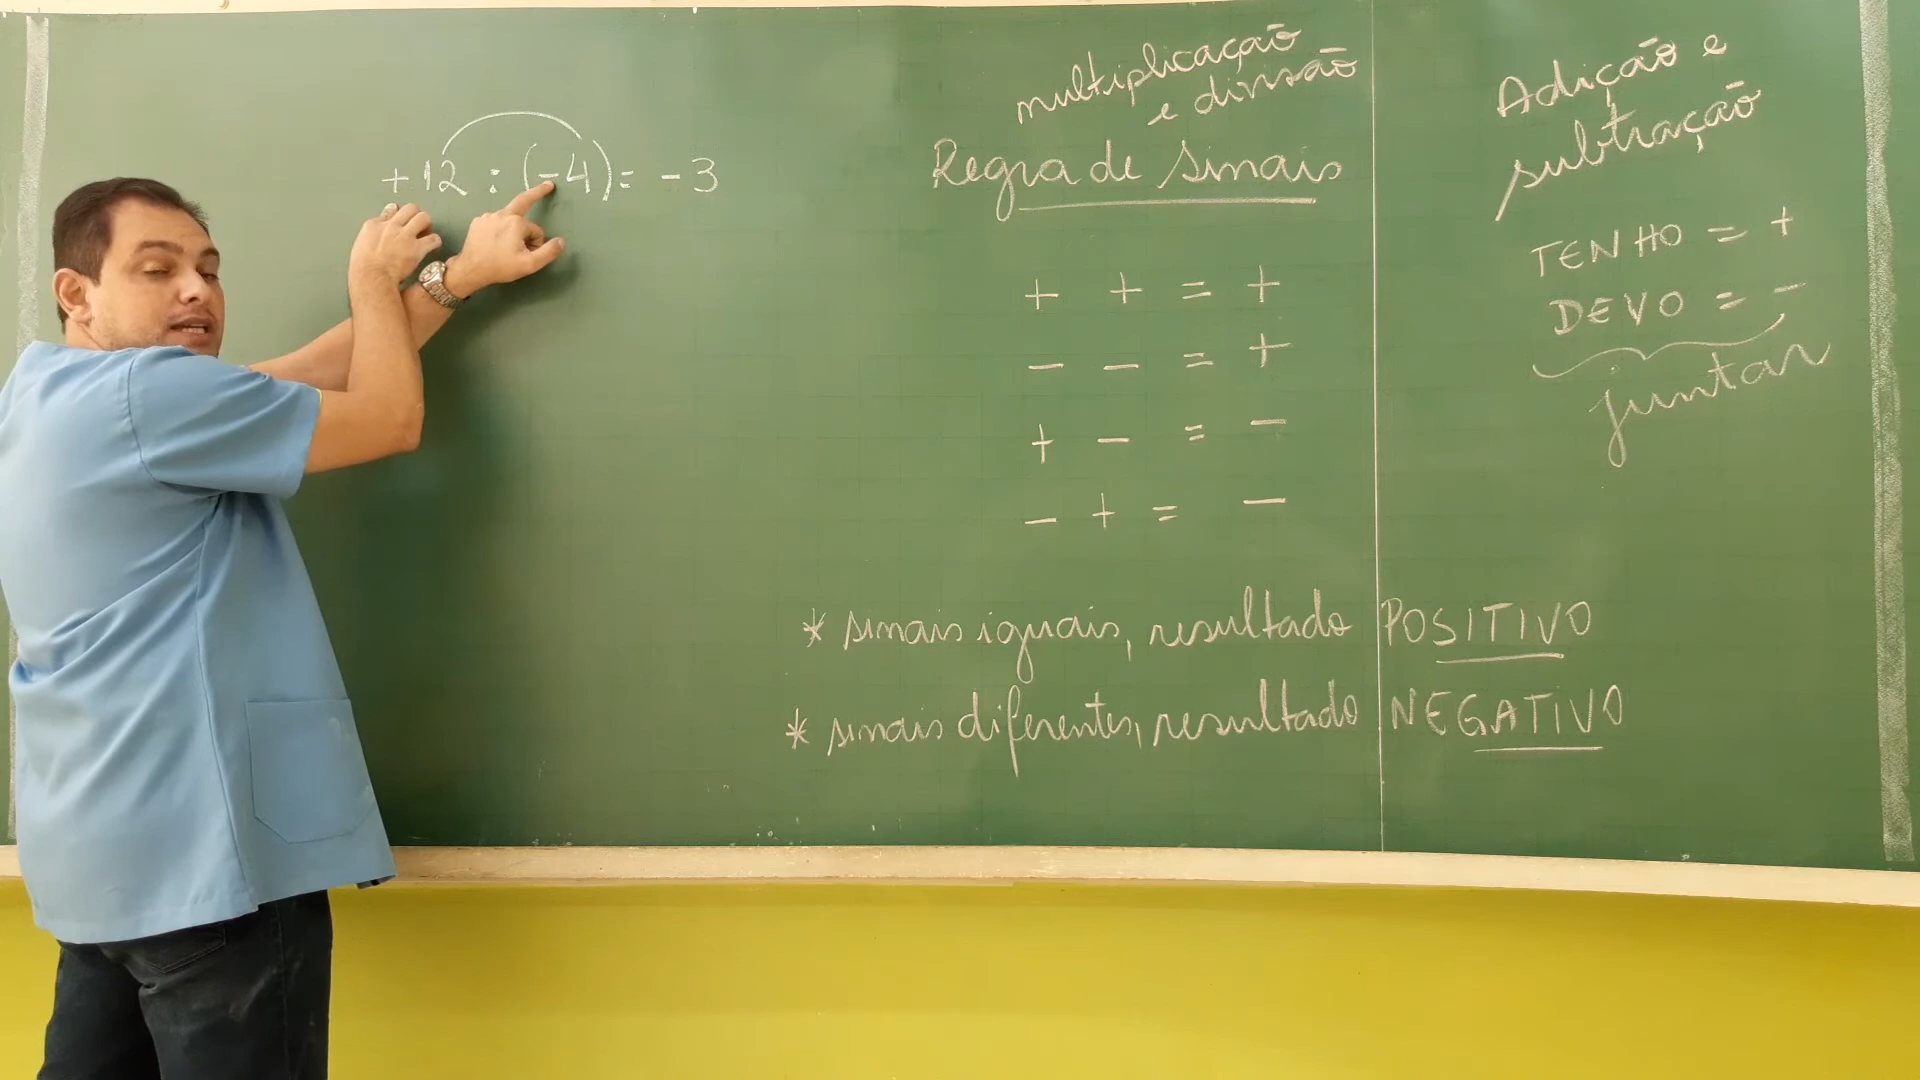 +12 : (-4) = -3
multiplicação
e divisão
Regra de Sinais
+ + = +
- - = +
+ - = -
- + = -
* sinais iguais, resultado POSITIVO
* sinais diferentes, resultado NEGATIVO
Adição e
subtração
TENHO = +
DEVO = -
juntar